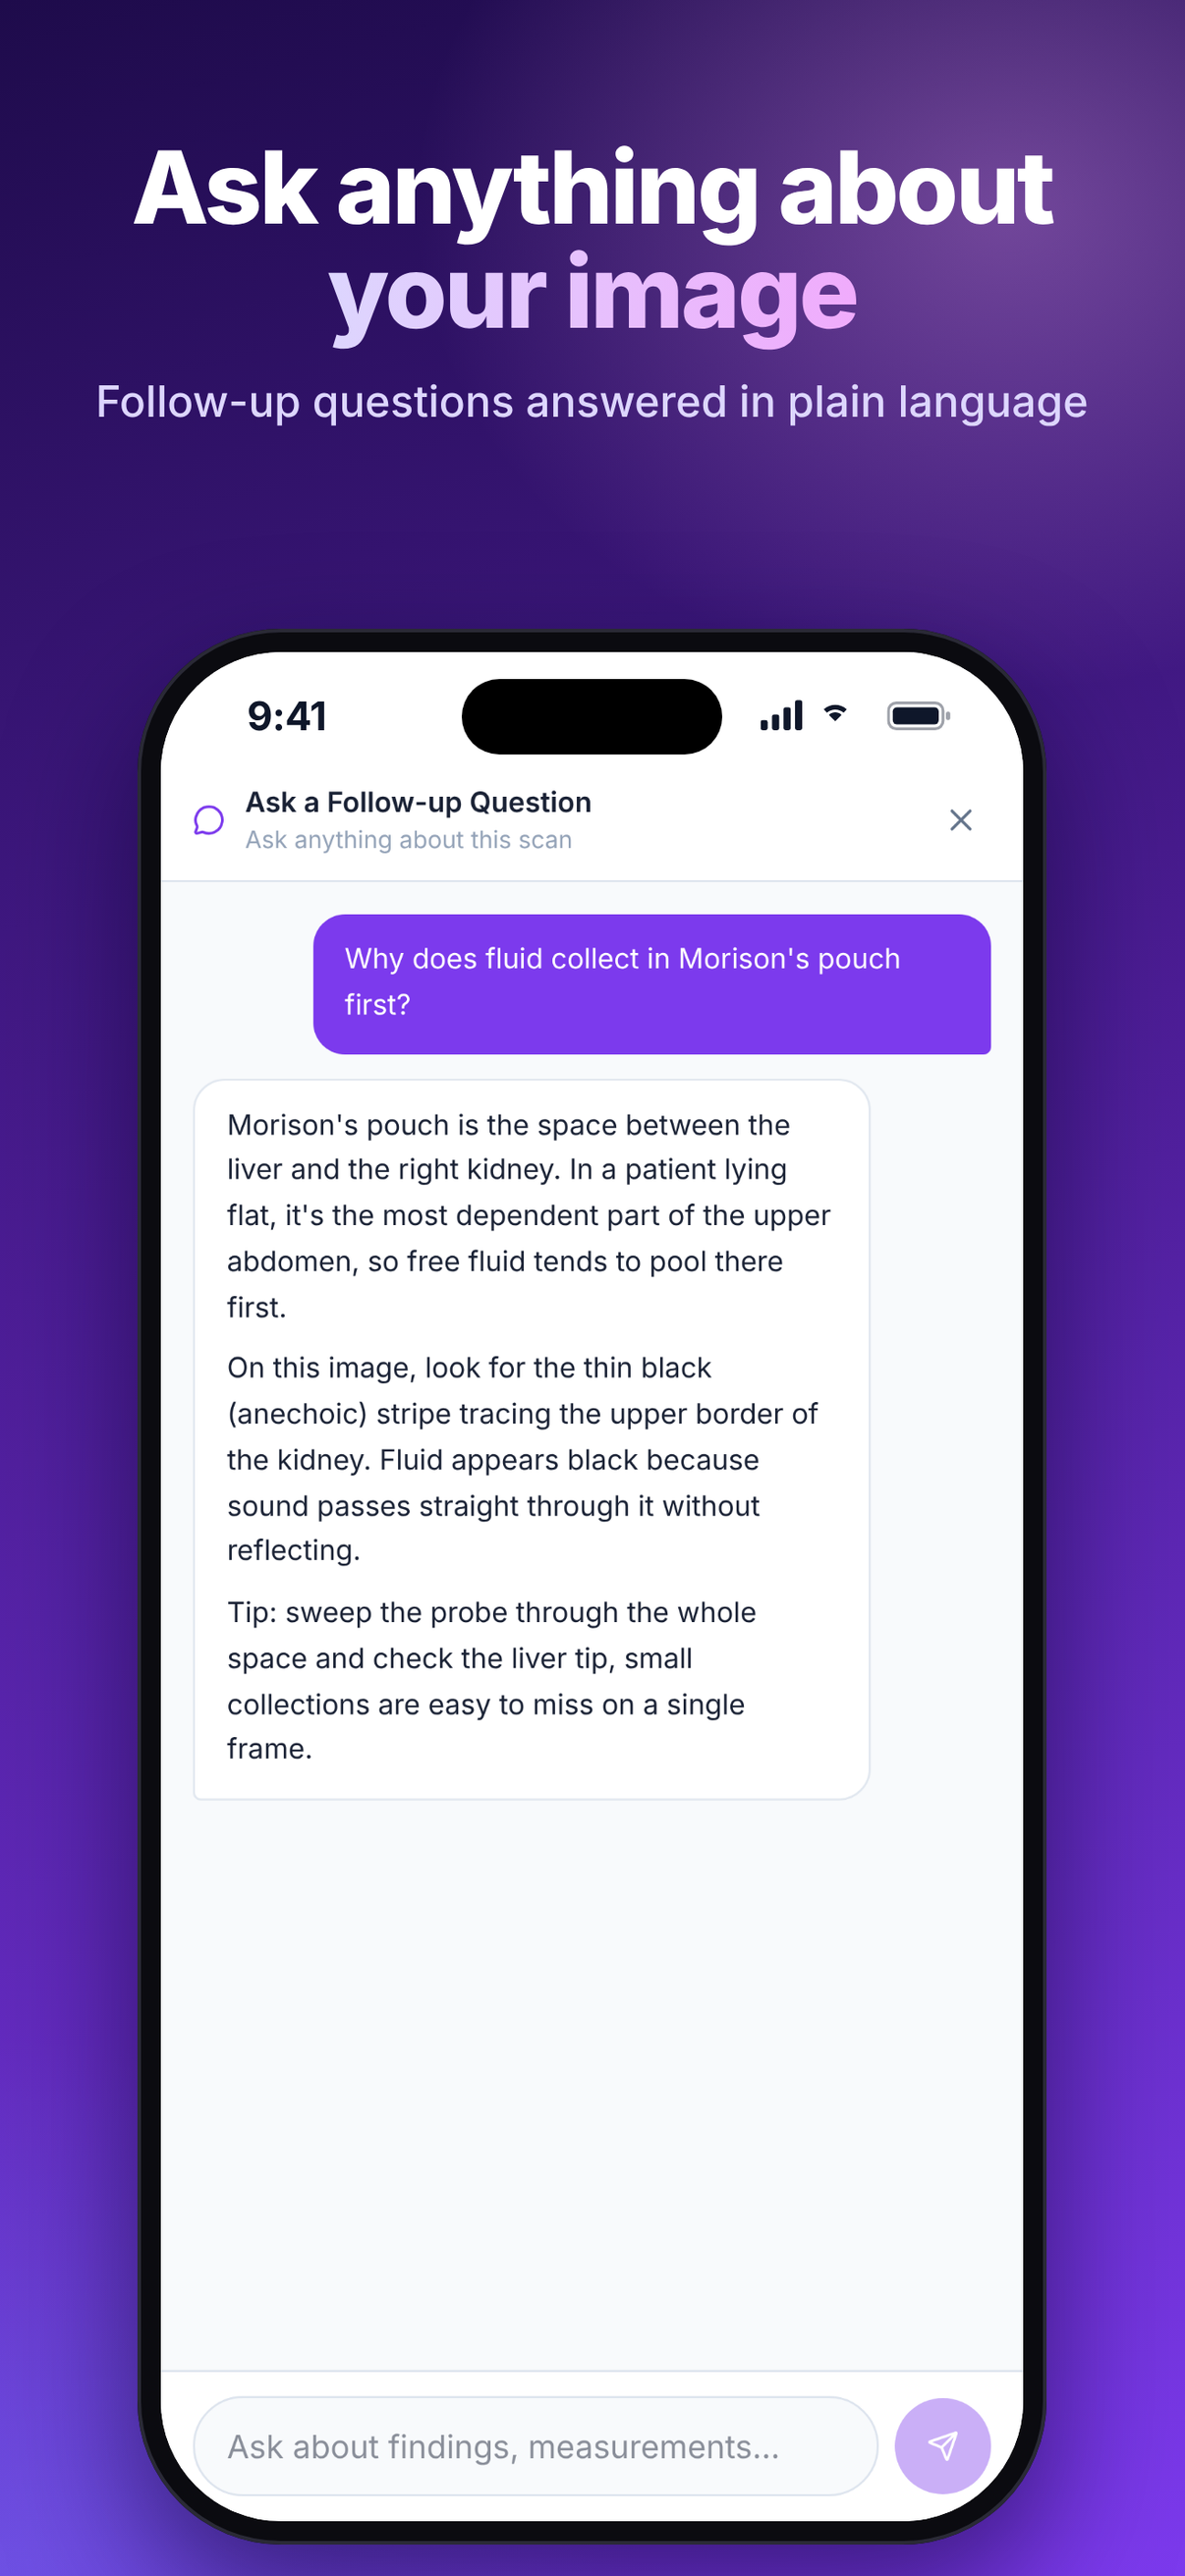 Ask anything about
your image
Follow-up questions answered in plain language
9:41
Ask a Follow-up Question
Ask anything about this scan
Why does fluid collect in Morison's pouch
first?
Morison's pouch is the space between the
liver and the right kidney. In a patient lying
flat, it's the most dependent part of the upper
abdomen, so free fluid tends to pool there
first.
On this image, look for the thin black
(anechoic) stripe tracing the upper border of
the kidney. Fluid appears black because
sound passes straight through it without
reflecting.
Tip: sweep the probe through the whole
space and check the liver tip, small
collections are easy to miss on a single
frame.
Ask about findings, measurements...